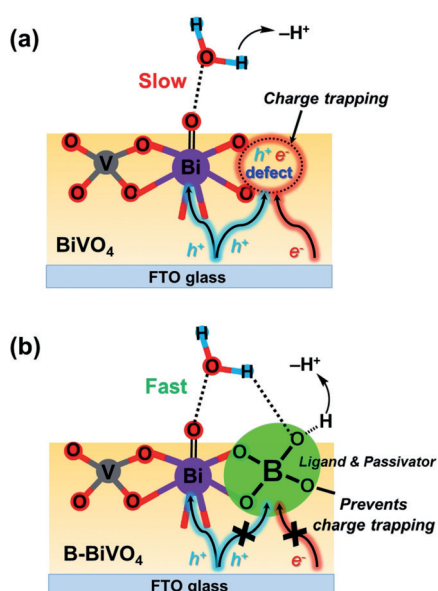 (a)
H
O
H
–H⁺
Slow
Charge trapping
O
O
V
O
O
O
Bi
O
O
h⁺ e⁻
defect
BiVO₄
h⁺
h⁺
e⁻
FTO glass
(b)
H
O
H
–H⁺
Fast
H
O
O
O
V
O
O
O
Bi
O
B
O
O
Ligand & Passivator
Prevents
charge trapping
B-BiVO₄
h⁺
h⁺
e⁻
FTO glass